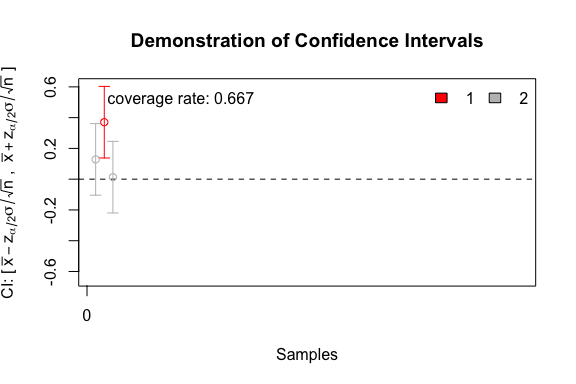 Demonstration of Confidence Intervals
coverage rate: 0.667
1 2
CI: [ x̅ − zα/2σ/√n , x̅ + zα/2σ/√n ]
0.6
0.2
-0.2
-0.6
0
Samples